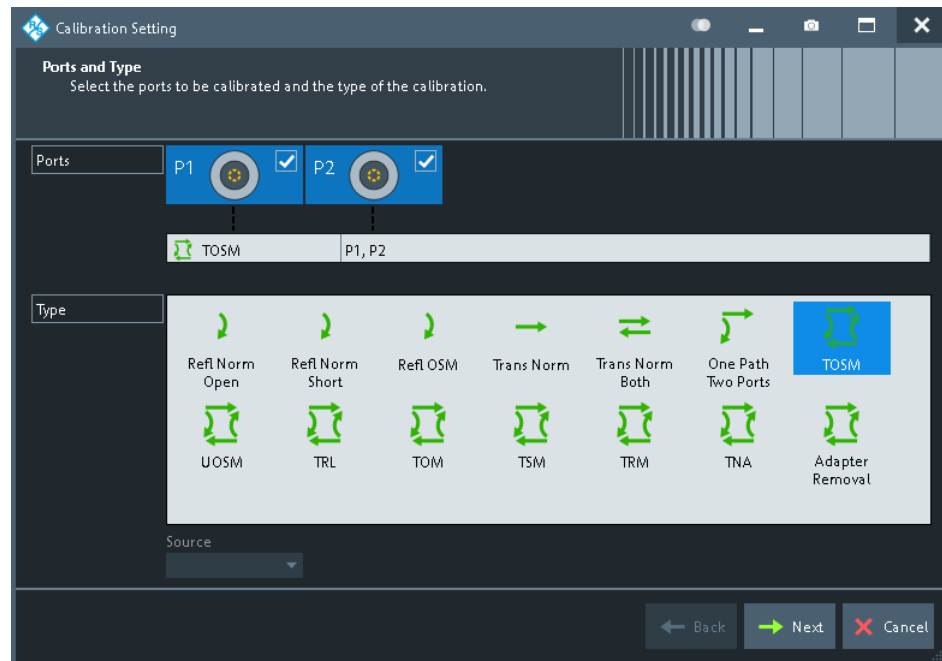 Calibration Setting
Ports and Type
Select the ports to be calibrated and the type of the calibration.
Ports
P1
P2
TOSM
P1, P2
Type
Refl Norm
Open
Refl Norm
Short
Refl OSM
Trans Norm
Trans Norm
Both
One Path
Two Ports
TOSM
UOSM
TRL
TOM
TSM
TRM
TNA
Adapter
Removal
Source
Back
Next
Cancel